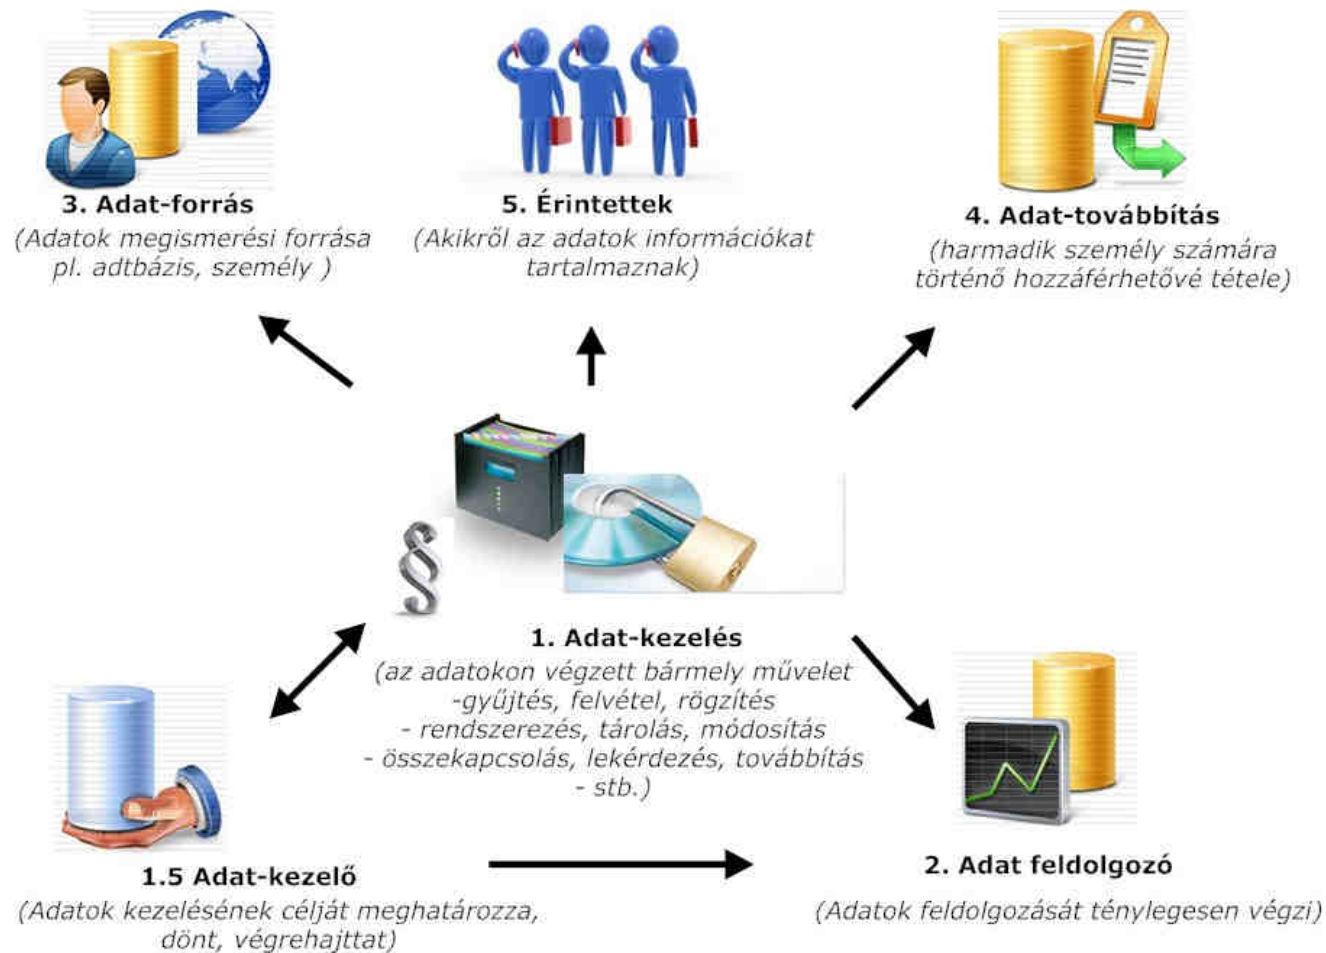 3. Adat-forrás
(Adatok megismerési forrása
pl. adtbázis, személy )
5. Érintettek
(Akikről az adatok információkat
tartalmaznak)
4. Adat-továbbítás
(harmadik személy számára
történő hozzáférhetővé tétele)
1. Adat-kezelés
(az adatokon végzett bármely művelet
-gyűjtés, felvétel, rögzítés
- rendszerezés, tárolás, módosítás
- összekapcsolás, lekérdezés, továbbítás
- stb.)
1.5 Adat-kezelő
(Adatok kezelésének célját meghatározza,
dönt, végrehajttat)
2. Adat feldolgozó
(Adatok feldolgozását ténylegesen végzi)